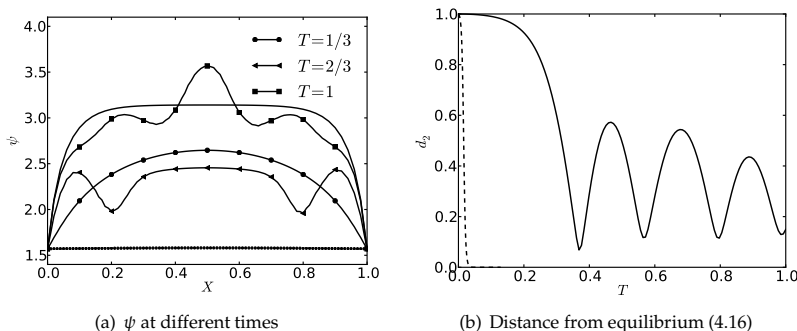 4.0
3.5
3.0
2.5
2.0
1.5
0.0 0.2 0.4 0.6 0.8 1.0
ψ
X
T=1/3
T=2/3
T=1
(a) ψ at different times
1.0
0.8
0.6
0.4
0.2
0.0
0.0 0.2 0.4 0.6 0.8 1.0
d₂
T
(b) Distance from equilibrium (4.16)